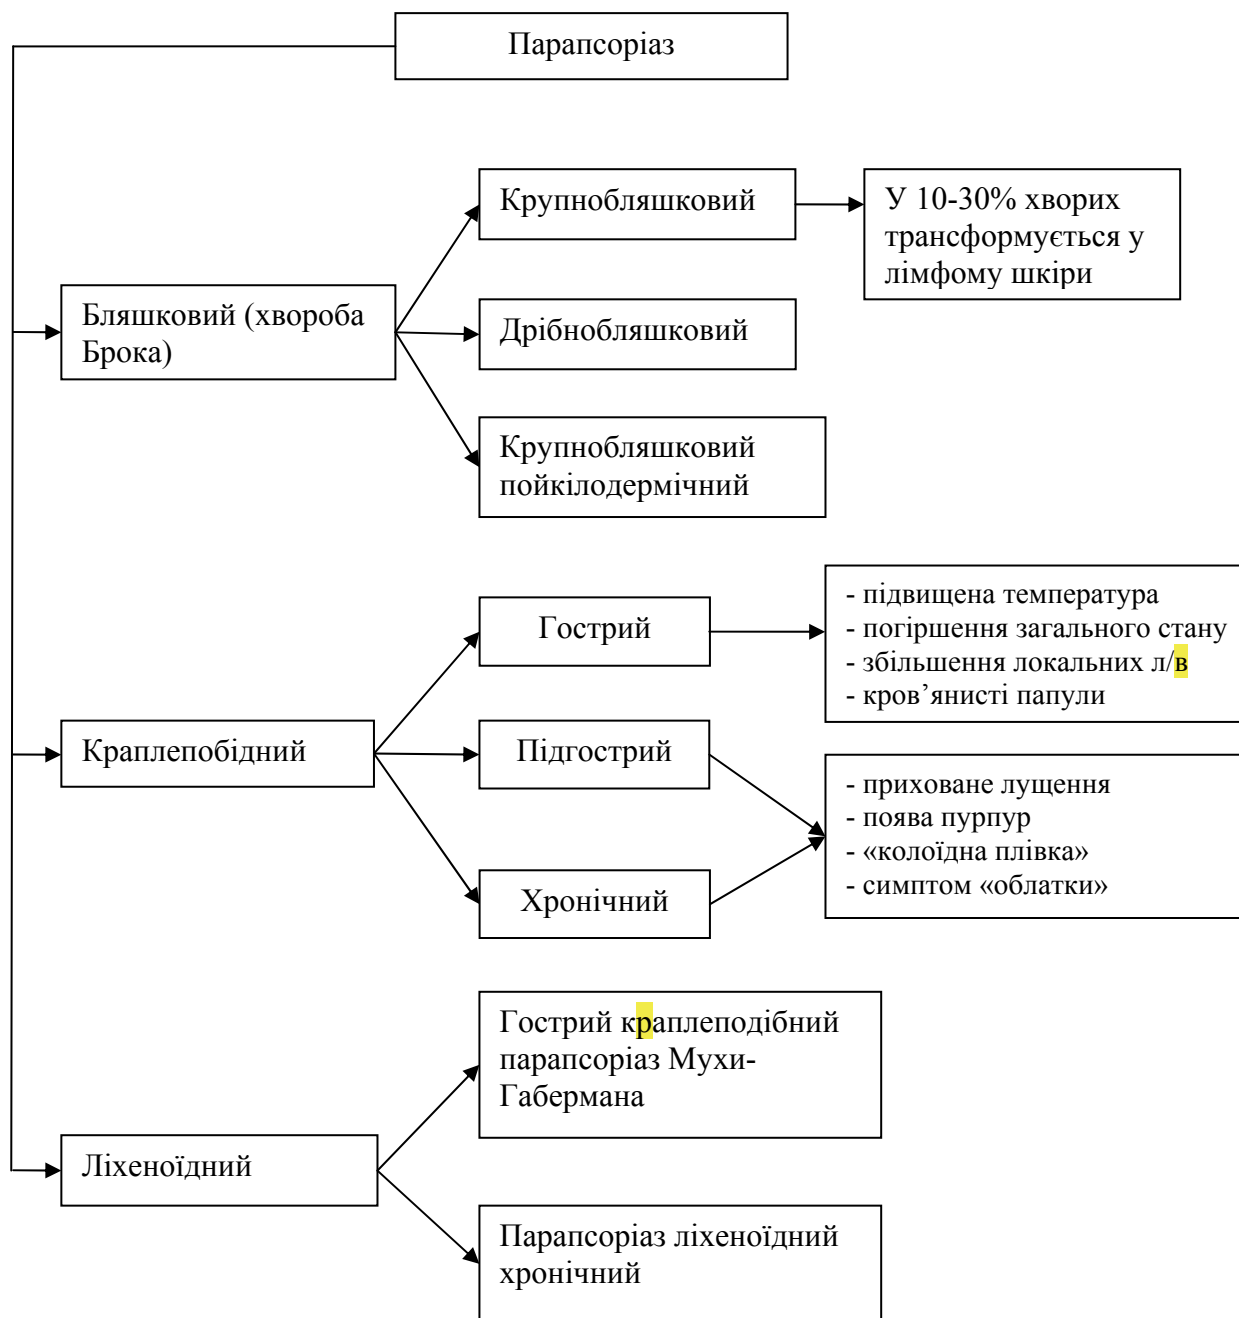 Парапсоріаз
Крупнобляшковий
У 10-30% хворих
трансформується у
лімфому шкіри
Бляшковий (хвороба
Брока)
Дрібнобляшковий
Крупнобляшковий
пойкілодермічний
Гострий
- підвищена температура
- погіршення загального стану
- збільшення локальних л/в
- кров’янисті папули
Краплепобідний
Підгострий
Хронічний
- приховане лущення
- поява пурпур
- «колоїдна плівка»
- симптом «облатки»
Ліхеноїдний
Гострий краплеподібний
парапсоріаз Мухи-
Габермана
Парапсоріаз ліхеноїдний
хронічний